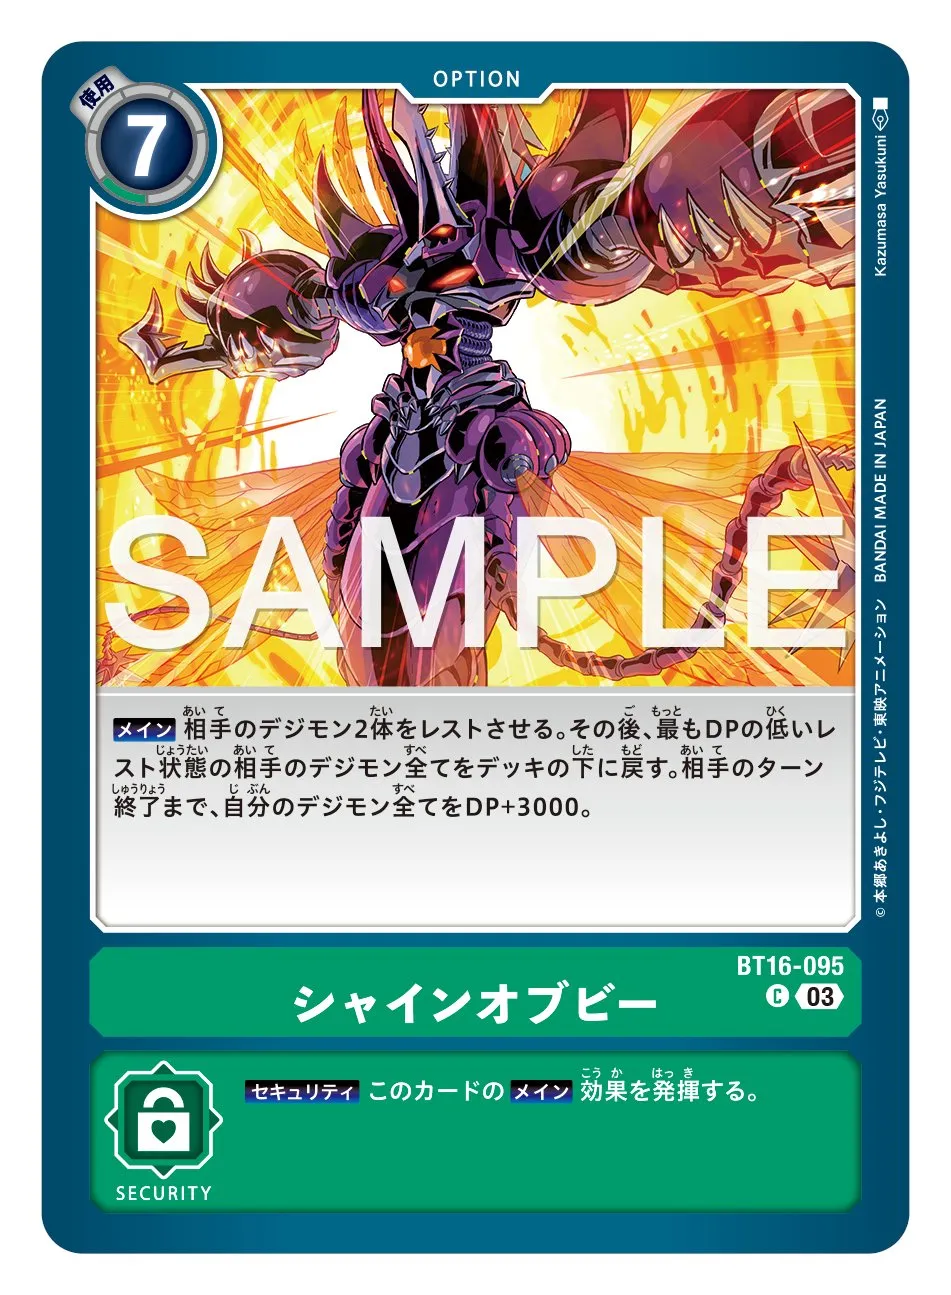 OPTION
使用
7
Kazumasa Yasukuni
SAMPLE
メイン 相手のデジモン2体をレストさせる。その後、最もDPの低いレ
スト状態の相手のデジモン全てをデッキの下に戻す。相手のターン
終了まで、自分のデジモン全てをDP+3000。
©本郷あきよし・フジテレビ・東映アニメーション BANDAI MADE IN JAPAN
BT16-095
C 03
シャインオブビー
セキュリティ このカードの メイン 効果を発揮する。
SECURITY